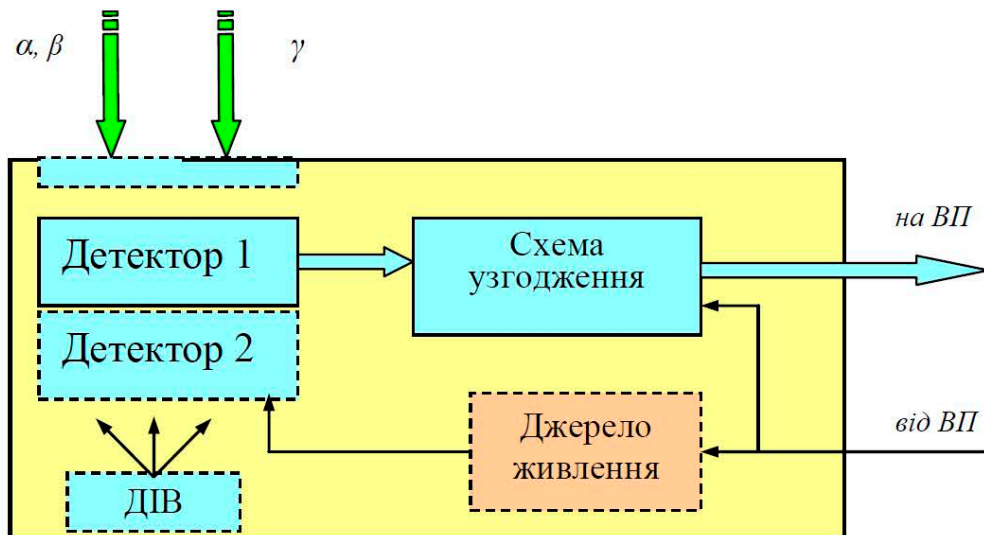 α, β
γ
Детектор 1
Схема
узгодження
на ВП
Детектор 2
Джерело
живлення
від ВП
ДІВ